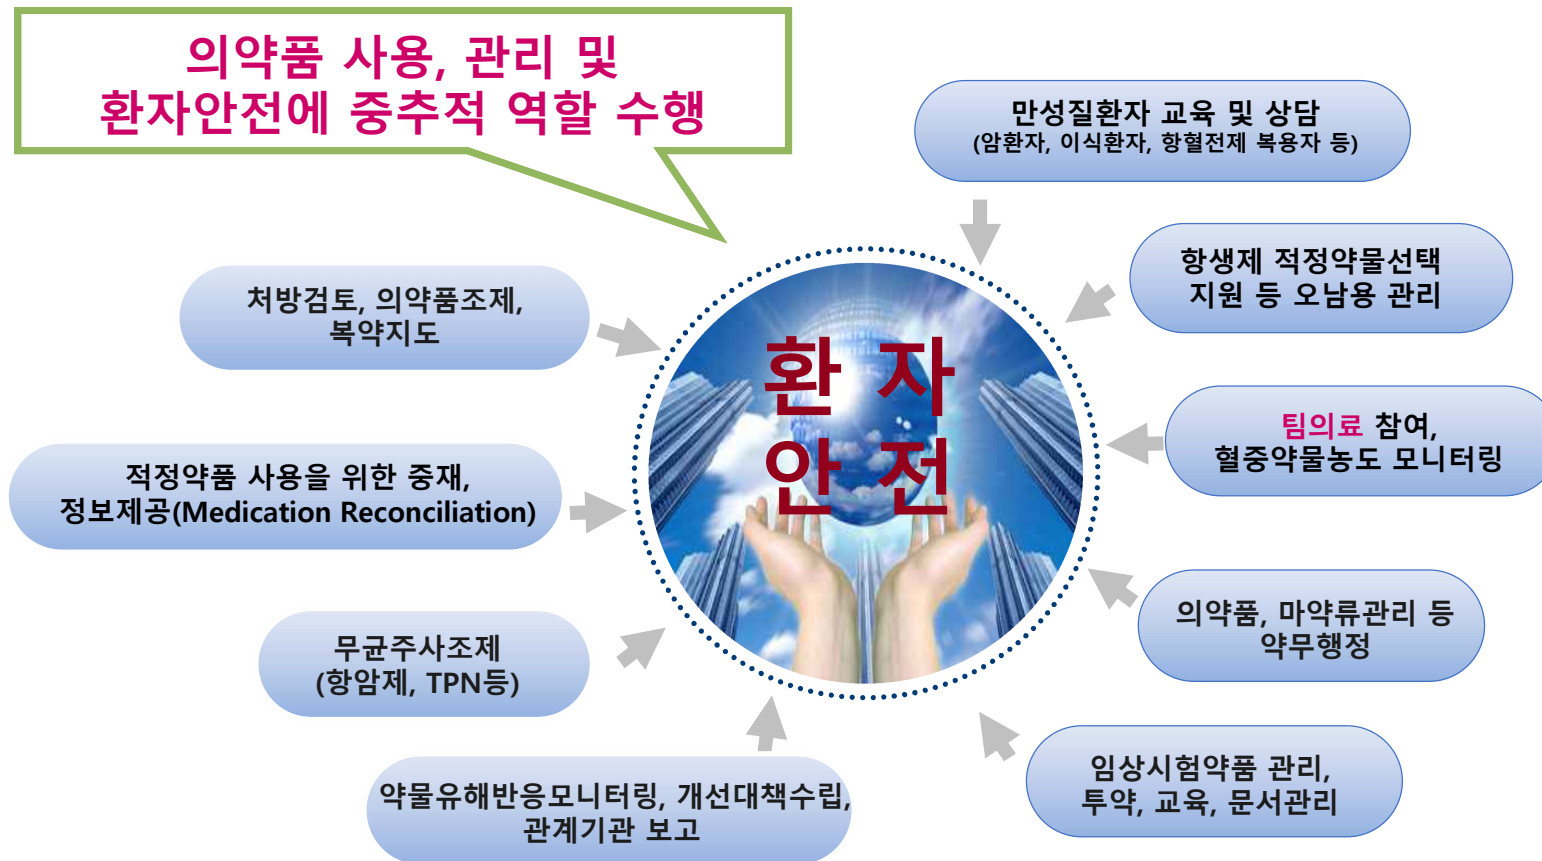 의약품 사용, 관리 및
환자안전에 중추적 역할 수행
만성질환자 교육 및 상담
(암환자, 이식환자, 항혈전제 복용자 등)
항생제 적정약물선택
지원 등 오남용 관리
처방검토, 의약품조제,
복약지도
환 자
안 전
팀의료 참여,
혈중약물농도 모니터링
적정약품 사용을 위한 중재,
정보제공(Medication Reconciliation)
의약품, 마약류관리 등
약무행정
무균주사조제
(항암제, TPN등)
임상시험약품 관리,
투약, 교육, 문서관리
약물유해반응모니터링, 개선대책수립,
관계기관 보고